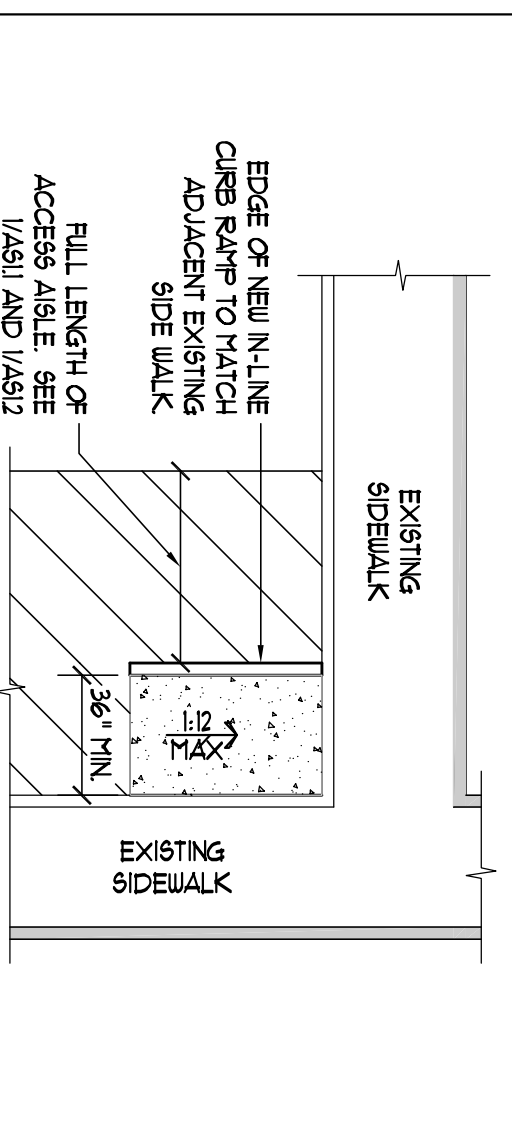 EDGE OF NEW IN-LINE
CURB RAMP TO MATCH
ADJACENT EXISTING
SIDE WALK.
FULL LENGTH OF
ACCESS AISLE. SEE
1/AS1.1 AND 1/AS1.2
EXISTING
SIDEWALK
1:12
MAX
36" MIN.
EXISTING
SIDEWALK